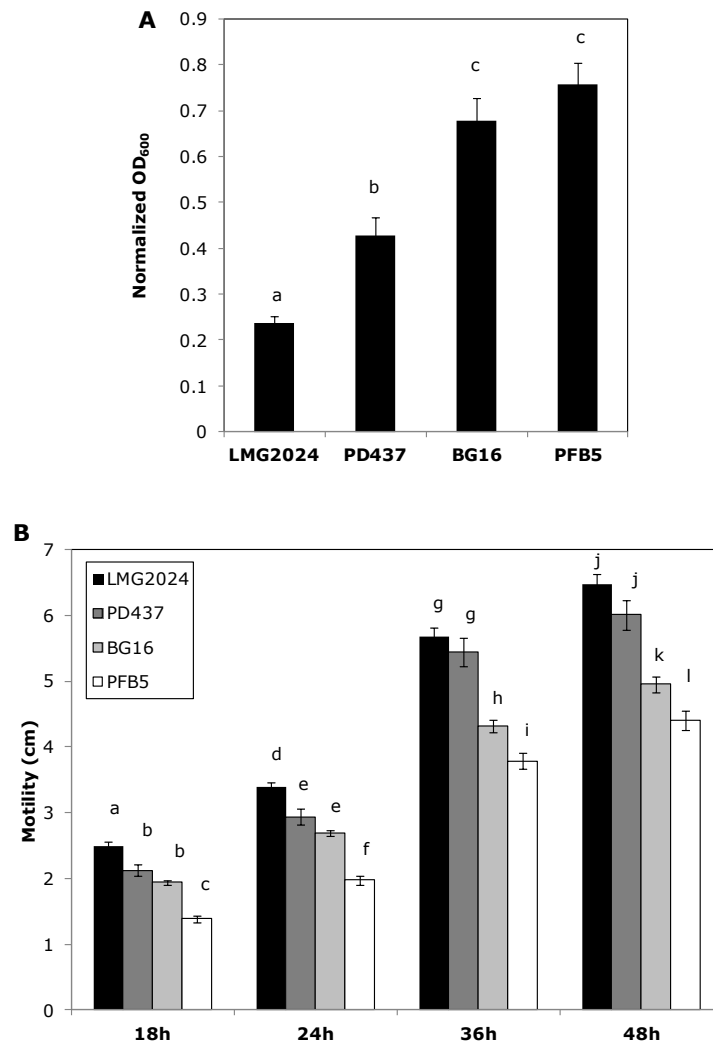 A
0.9
0.8
0.7
0.6
0.5
0.4
0.3
0.2
0.1
0
Normalized OD₆₀₀
a
b
c
c
LMG2024 PD437 BG16 PFB5
B
7
6
5
4
3
2
1
0
Motility (cm)
LMG2024
PD437
BG16
PFB5
a b b c
d e e f
g g h i
j j k l
18h 24h 36h 48h